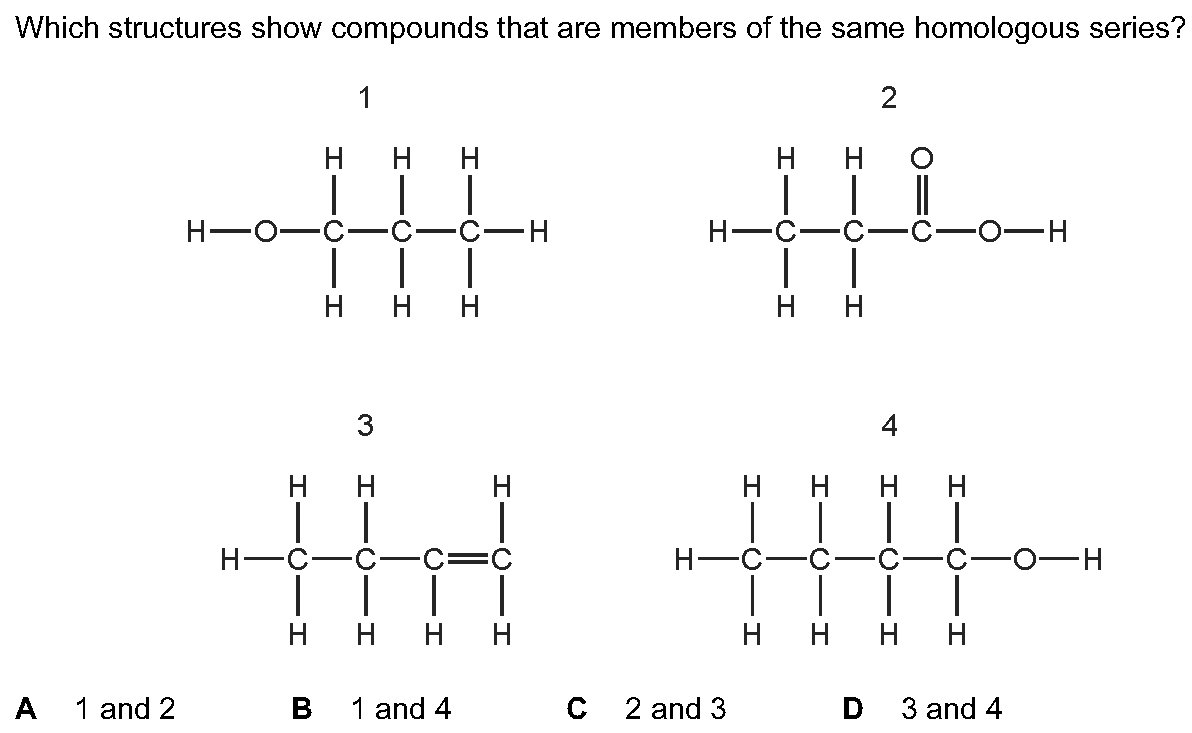 Which structures show compounds that are members of the same homologous series?
1 2
H H H H H O
H—O—C—C—C—H H—C—C—C—O—H
H H H H H
3 4
H H H H H H H
H—C—C—C=C H—C—C—C—C—O—H
H H H H H H H H
A 1 and 2 B 1 and 4 C 2 and 3 D 3 and 4